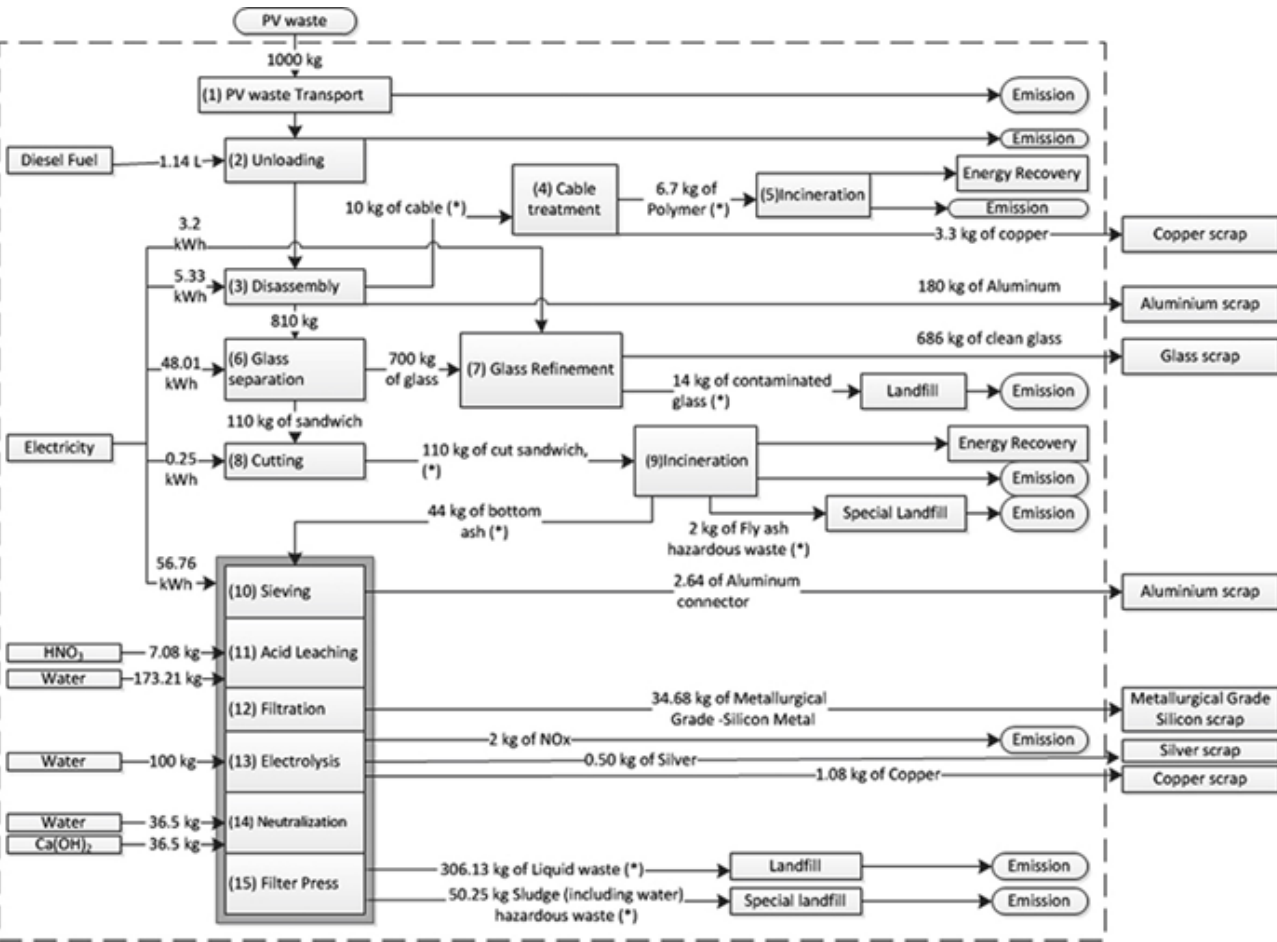 PV waste
1000 kg
(1) PV waste Transport
Emission
Diesel Fuel
1.14 L
(2) Unloading
Emission
(4) Cable
treatment
6.7 kg of
Polymer (*)
(5)Incineration
Energy Recovery
Emission
10 kg of cable (*)
3.3 kg of copper
Copper scrap
3.2
kWh
5.33
kWh
(3) Disassembly
180 kg of Aluminum
Aluminium scrap
810 kg
48.01
kWh
(6) Glass
separation
700 kg
of glass
(7) Glass Refinement
686 kg of clean glass
Glass scrap
14 kg of contaminated
glass (*)
Landfill
Emission
110 kg of sandwich
Electricity
0.25
kWh
(8) Cutting
110 kg of cut sandwich,
(*)
(9)Incineration
Energy Recovery
Emission
Special Landfill
Emission
44 kg of bottom
ash (*)
2 kg of Fly ash
hazardous waste (*)
56.76
kWh
(10) Sieving
2.64 of Aluminum
connector
Aluminium scrap
HNO₃
7.08 kg
(11) Acid Leaching
Water
173.21 kg
(12) Filtration
34.68 kg of Metallurgical
Grade -Silicon Metal
Metallurgical Grade
Silicon scrap
2 kg of NOx
Emission
Water
100 kg
(13) Electrolysis
0.50 kg of Silver
Silver scrap
1.08 kg of Copper
Copper scrap
Water
36.5 kg
(14) Neutralization
Ca(OH)₂
36.5 kg
(15) Filter Press
306.13 kg of Liquid waste (*)
Landfill
Emission
50.25 kg Sludge (including water)
hazardous waste (*)
Special landfill
Emission